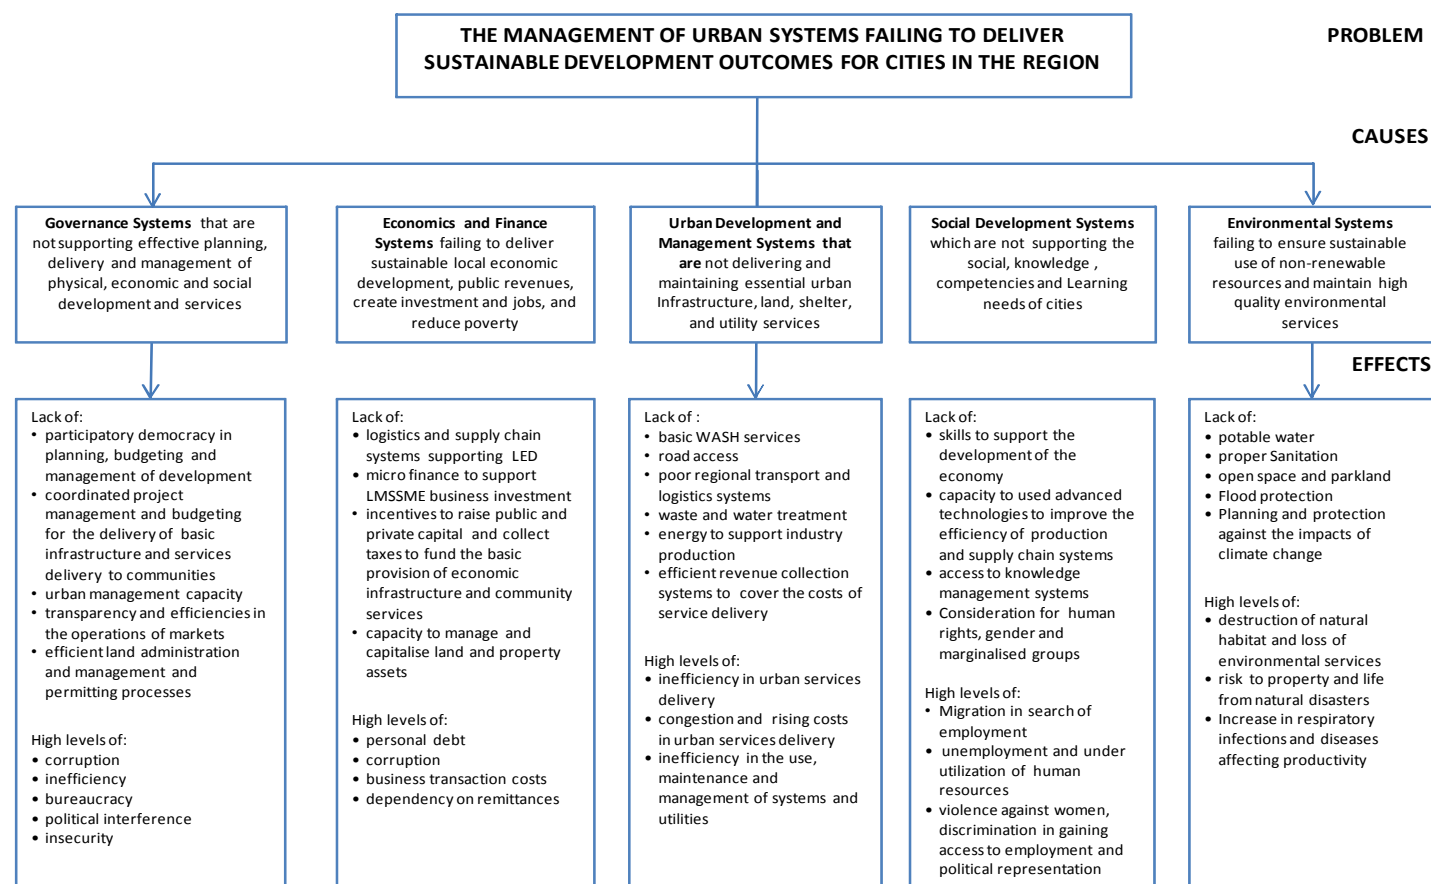 THE MANAGEMENT OF URBAN SYSTEMS FAILING TO DELIVER
SUSTAINABLE DEVELOPMENT OUTCOMES FOR CITIES IN THE REGION
PROBLEM
CAUSES
Governance Systems that are
not supporting effective planning,
delivery and management of
physical, economic and social
development and services
Economics and Finance
Systems failing to deliver
sustainable local economic
development, public revenues,
create investment and jobs, and
reduce poverty
Urban Development and
Management Systems that
are not delivering and
maintaining essential urban
Infrastructure, land, shelter,
and utility services
Social Development Systems
which are not supporting the
social, knowledge ,
competencies and Learning
needs of cities
Environmental Systems
failing to ensure sustainable
use of non-renewable
resources and maintain high
quality environmental
services
EFFECTS
Lack of:
• participatory democracy in
planning, budgeting and
management of development
• coordinated project
management and budgeting
for the delivery of basic
infrastructure and services
delivery to communities
• urban management capacity
• transparency and efficiencies in
the operations of markets
• efficient land administration
and management and
permitting processes
High levels of:
• corruption
• inefficiency
• bureaucracy
• political interference
• insecurity
Lack of:
• logistics and supply chain
systems supporting LED
• micro finance to support
LMSSME business investment
• incentives to raise public and
private capital and collect
taxes to fund the basic
provision of economic
infrastructure and community
services
• capacity to manage and
capitalise land and property
assets
High levels of:
• personal debt
• corruption
• business transaction costs
• dependency on remittances
Lack of :
• basic WASH services
• road access
• poor regional transport and
logistics systems
• waste and water treatment
• energy to support industry
production
• efficient revenue collection
systems to cover the costs of
service delivery
High levels of:
• inefficiency in urban services
delivery
• congestion and rising costs
in urban services delivery
• inefficiency in the use,
maintenance and
management of systems and
utilities
Lack of:
• skills to support the
development of the
economy
• capacity to used advanced
technologies to improve the
efficiency of production
and supply chain systems
• access to knowledge
management systems
• Consideration for human
rights, gender and
marginalised groups
High levels of:
• Migration in search of
employment
• unemployment and under
utilization of human
resources
• violence against women,
discrimination in gaining
access to employment and
political representation
Lack of:
• potable water
• proper Sanitation
• open space and parkland
• Flood protection
• Planning and protection
against the impacts of
climate change
High levels of:
• destruction of natural
habitat and loss of
environmental services
• risk to property and life
from natural disasters
• Increase in respiratory
infections and diseases
affecting productivity